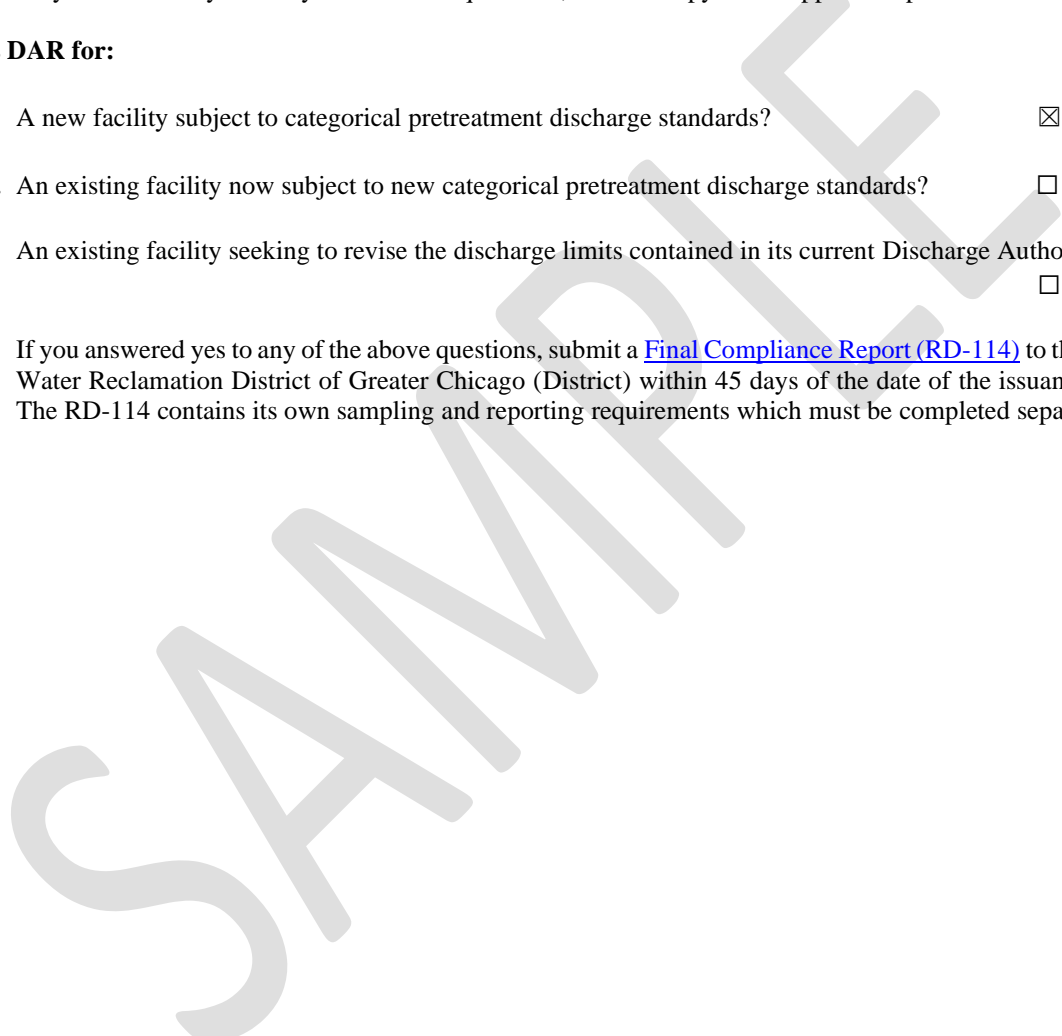 DAR for:
A new facility subject to categorical pretreatment discharge standards? ☒
An existing facility now subject to new categorical pretreatment discharge standards? ☐
An existing facility seeking to revise the discharge limits contained in its current Discharge
☐
If you answered yes to any of the above questions, submit a Final Compliance Report (RD-114) to
Water Reclamation District of Greater Chicago (District) within 45 days of the date of the
The RD-114 contains its own sampling and reporting requirements which must be completed
SAMPLE